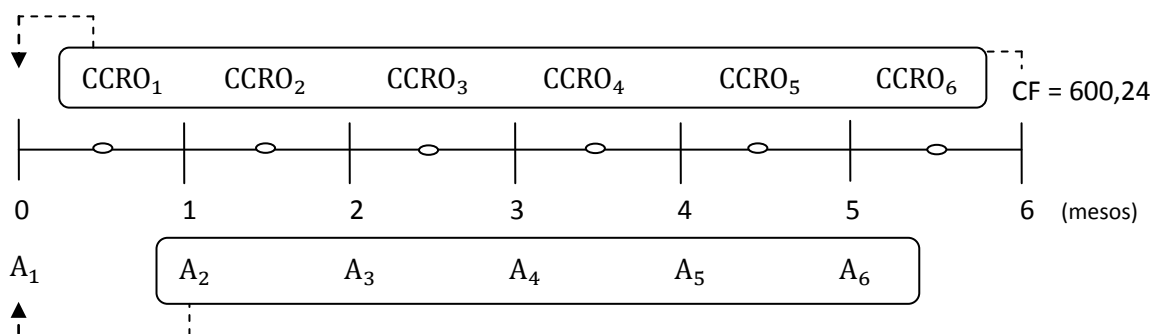 CCRO₁ CCRO₂ CCRO₃ CCRO₄ CCRO₅ CCRO₆ CF = 600,24
0 1 2 3 4 5 6 (mesos)
A₁ A₂ A₃ A₄ A₅ A₆